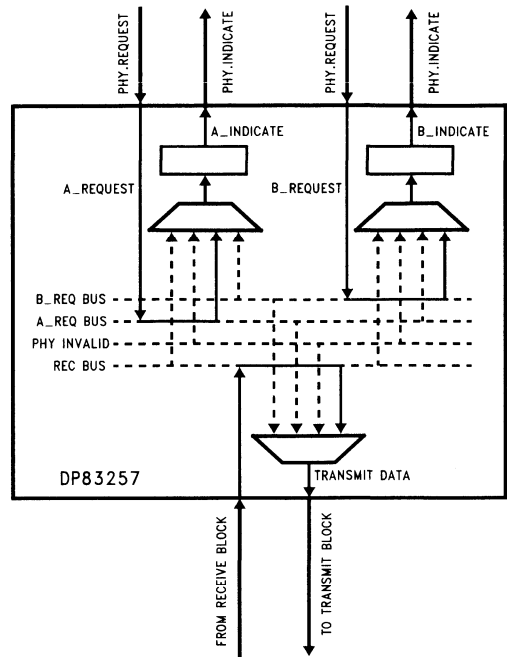 PHY.REQUEST
PHY.INDICATE
PHY.REQUEST
PHY.INDICATE
A_INDICATE
B_INDICATE
A_REQUEST
B_REQUEST
B_REQ BUS
A_REQ BUS
PHY INVALID
REC BUS
TRANSMIT DATA
DP83257
FROM RECEIVE BLOCK
TO TRANSMIT BLOCK